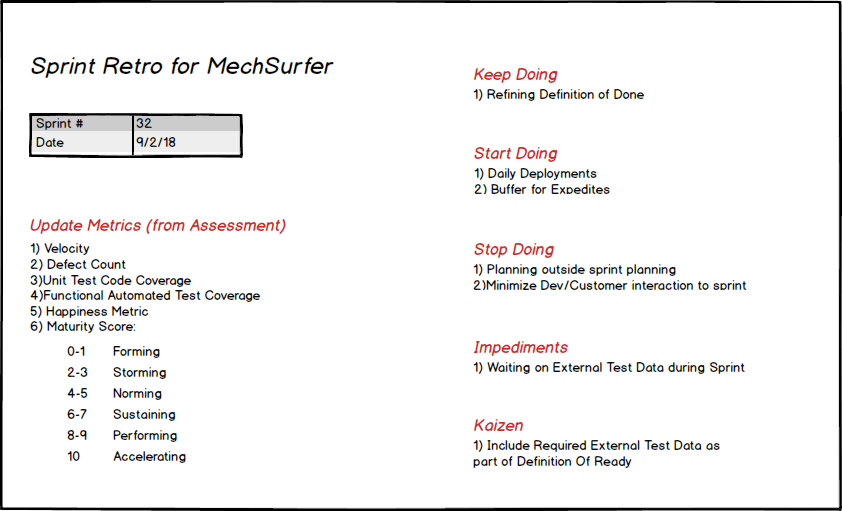 Sprint Retro for MechSurfer
Sprint # 32
Date 9/2/18
Update Metrics (from Assessment)
1) Velocity
2) Defect Count
3)Unit Test Code Coverage
4)Functional Automated Test Coverage
5) Happiness Metric
6) Maturity Score:
0-1 Forming
2-3 Storming
4-5 Norming
6-7 Sustaining
8-9 Performing
10 Accelerating
Keep Doing
1) Refining Definition of Done
Start Doing
1) Daily Deployments
2) Buffer for Expedites
Stop Doing
1) Planning outside sprint planning
2)Minimize Dev/Customer interaction to sprint
Impediments
1) Waiting on External Test Data during Sprint
Kaizen
1) Include Required External Test Data as
part of Definition Of Ready